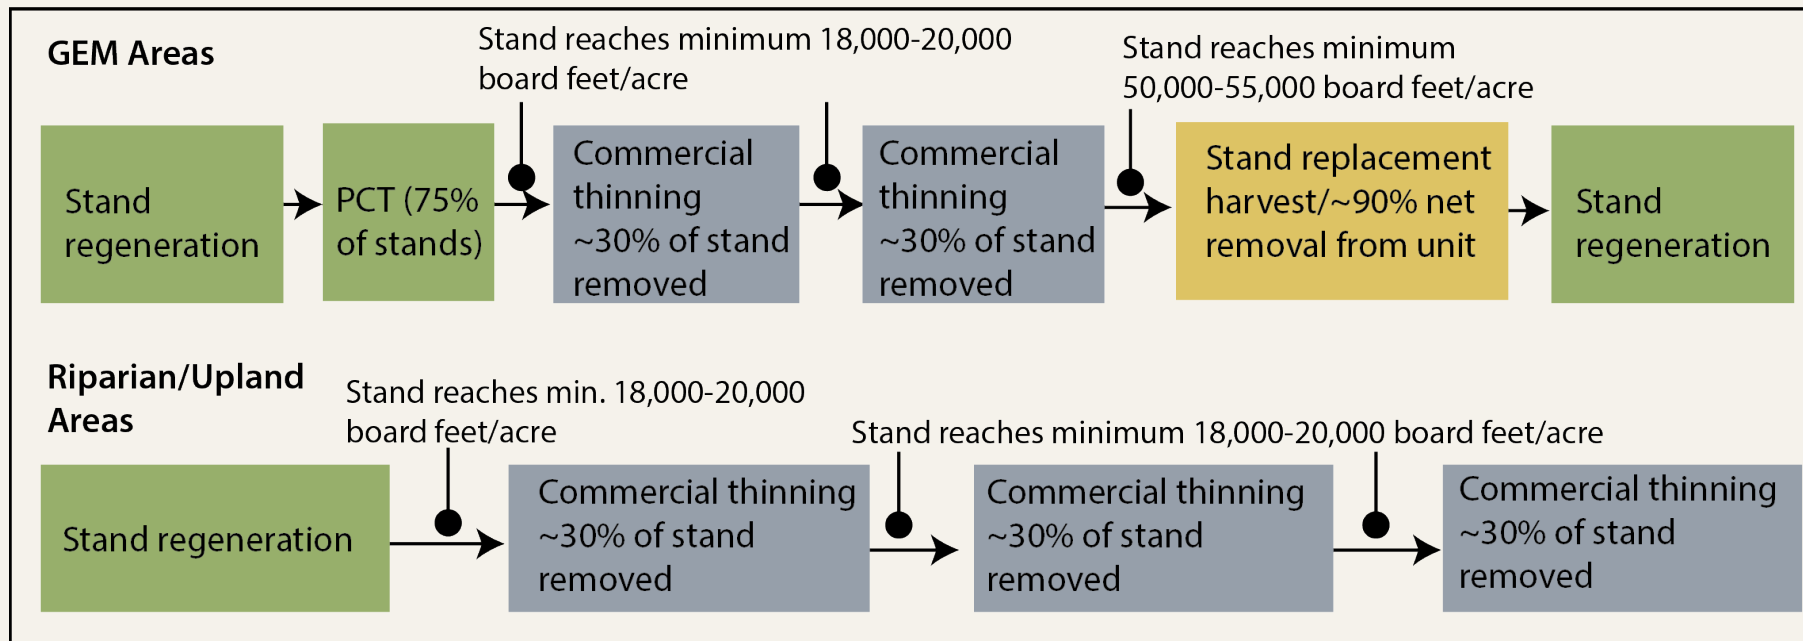 GEM Areas
Stand reaches minimum 18,000-20,000
board feet/acre
Stand reaches minimum
50,000-55,000 board feet/acre
Stand
regeneration
PCT (75%
of stands)
Commercial
thinning
~30% of stand
removed
Commercial
thinning
~30% of stand
removed
Stand replacement
harvest/~90% net
removal from unit
Stand
regeneration
Riparian/Upland
Areas
Stand reaches min. 18,000-20,000
board feet/acre
Stand reaches minimum 18,000-20,000 board feet/acre
Stand regeneration
Commercial thinning
~30% of stand
removed
Commercial thinning
~30% of stand
removed
Commercial thinning
~30% of stand
removed